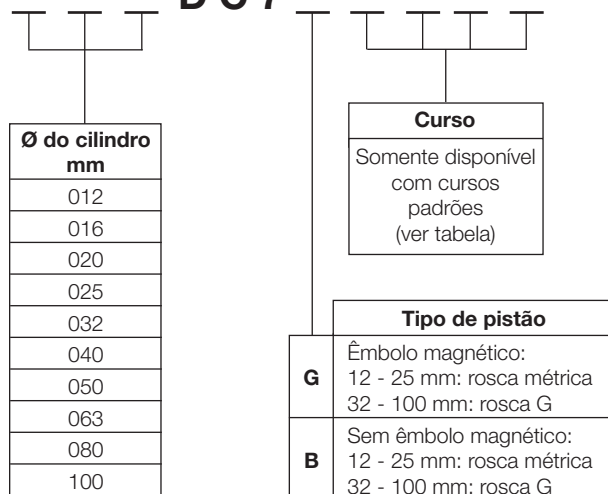 Ø do cilindro
mm
012
016
020
025
032
040
050
063
080
100
Curso
Somente disponível
com cursos
padrões
(ver tabela)
Tipo de pistão
G
Êmbolo magnético:
12 - 25 mm: rosca métrica
32 - 100 mm: rosca G
B
Sem êmbolo magnético:
12 - 25 mm: rosca métrica
32 - 100 mm: rosca G